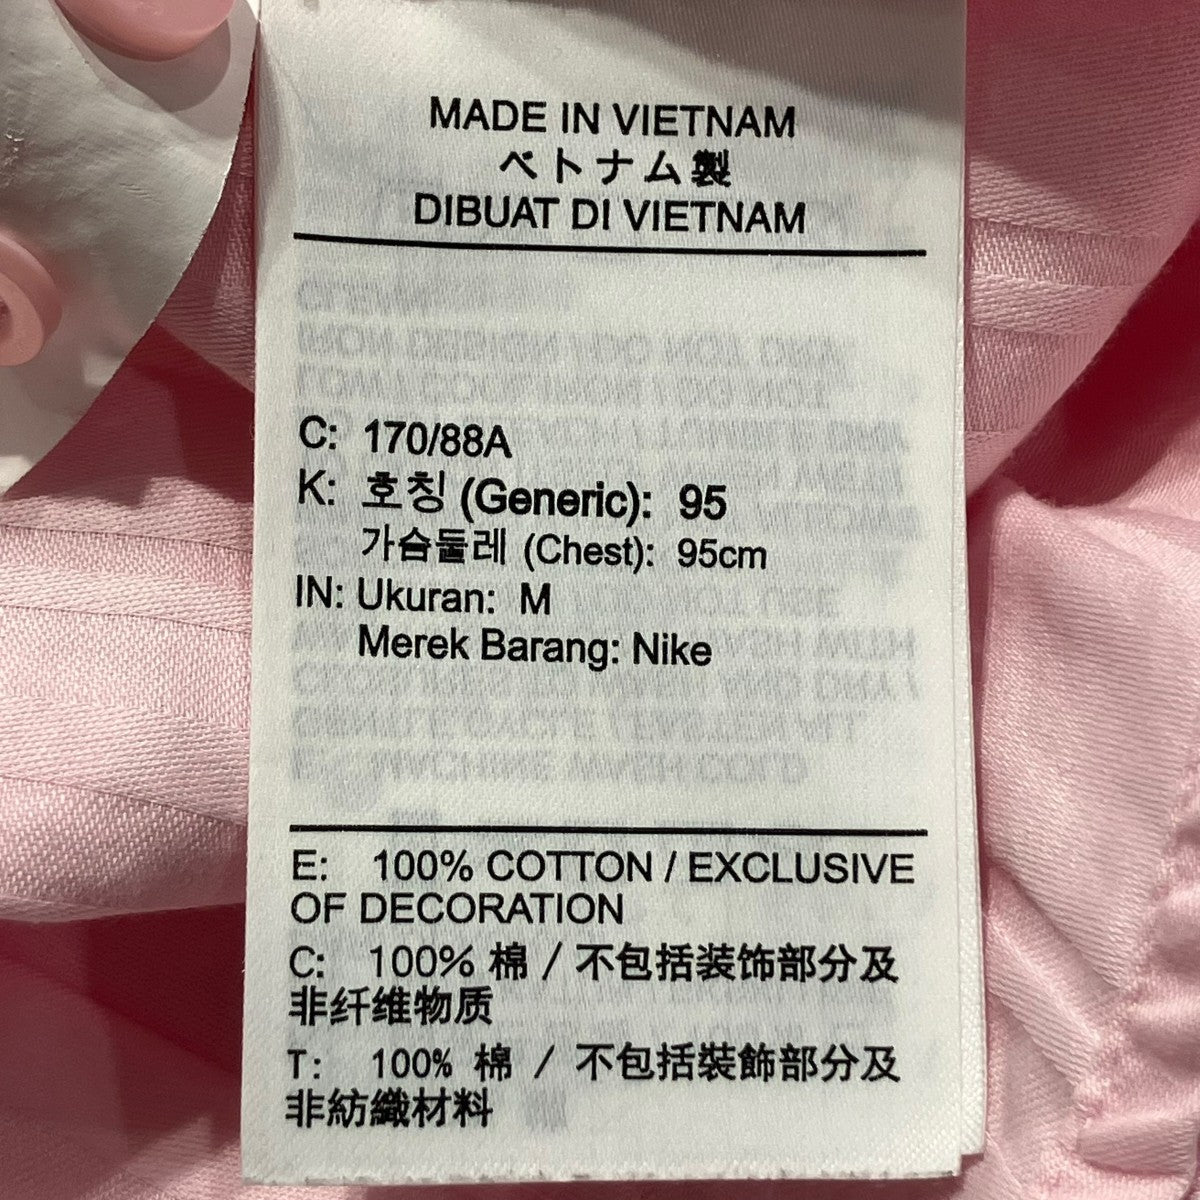 MADE IN VIETNAM
ベトナム製
DIBUAT DI VIETNAM
C: 170/88A
K: 호칭 (Generic): 95
가슴둘레 (Chest): 95cm
IN: Ukuran: M
Merek Barang: Nike
E: 100% COTTON / EXCLUSIVE
OF DECORATION
C: 100% 棉 / 不包括装饰部分及
非纤维物质
T: 100% 棉 / 不包括裝飾部分及
非紡織材料